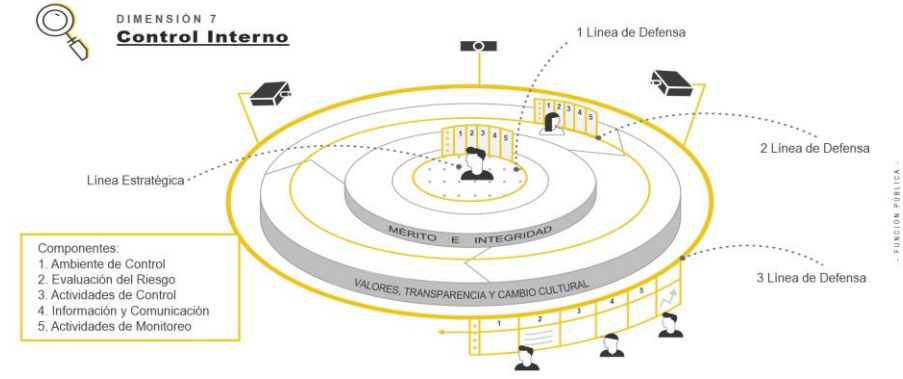 DIMENSIÓN 7
Control Interno
1 Línea de Defensa
2 Línea de Defensa
Línea Estratégica
3 Línea de Defensa
1 2 3 4 5
1 2 3 4 5
MÉRITO E INTEGRIDAD
VALORES, TRANSPARENCIA Y CAMBIO CULTURAL
1 2 3 4 5
Componentes:
1. Ambiente de Control
2. Evaluación del Riesgo
3. Actividades de Control
4. Información y Comunicación
5. Actividades de Monitoreo
- FUNCIÓN PÚBLICA -